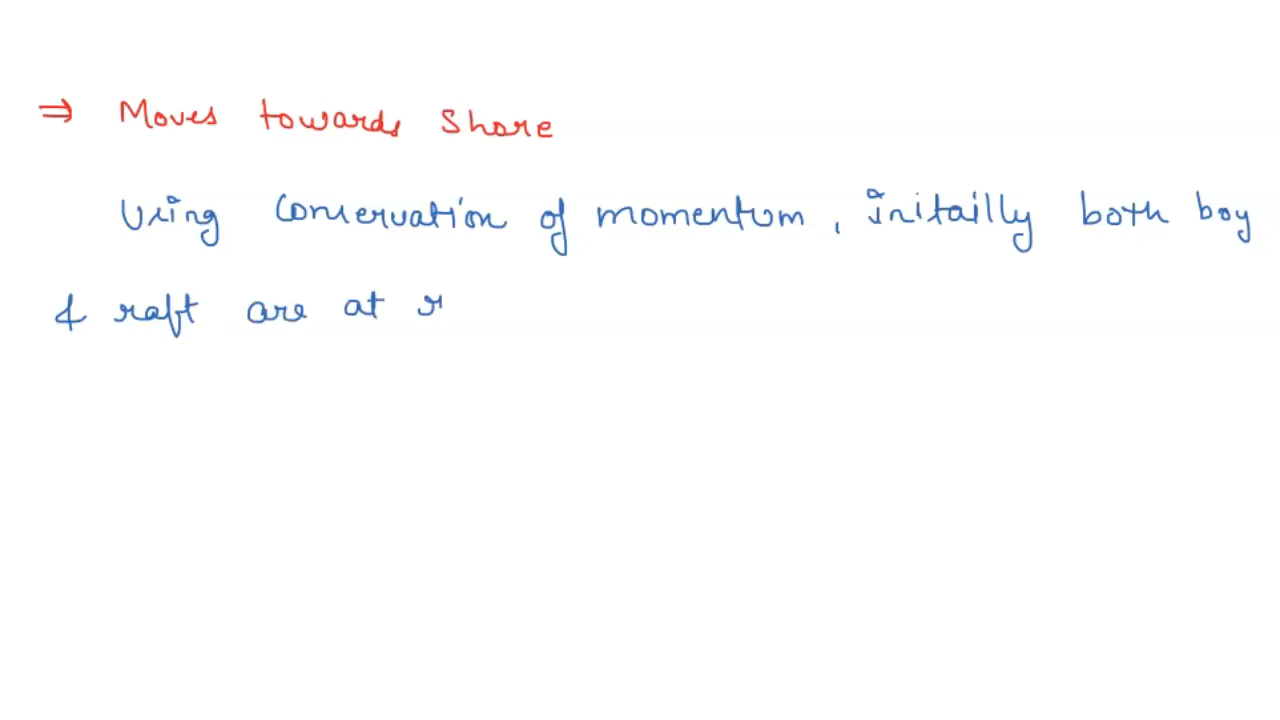 ⇒ Moves towards Shore
Using Conservation of momentum, initailly both boy
& raft are at r